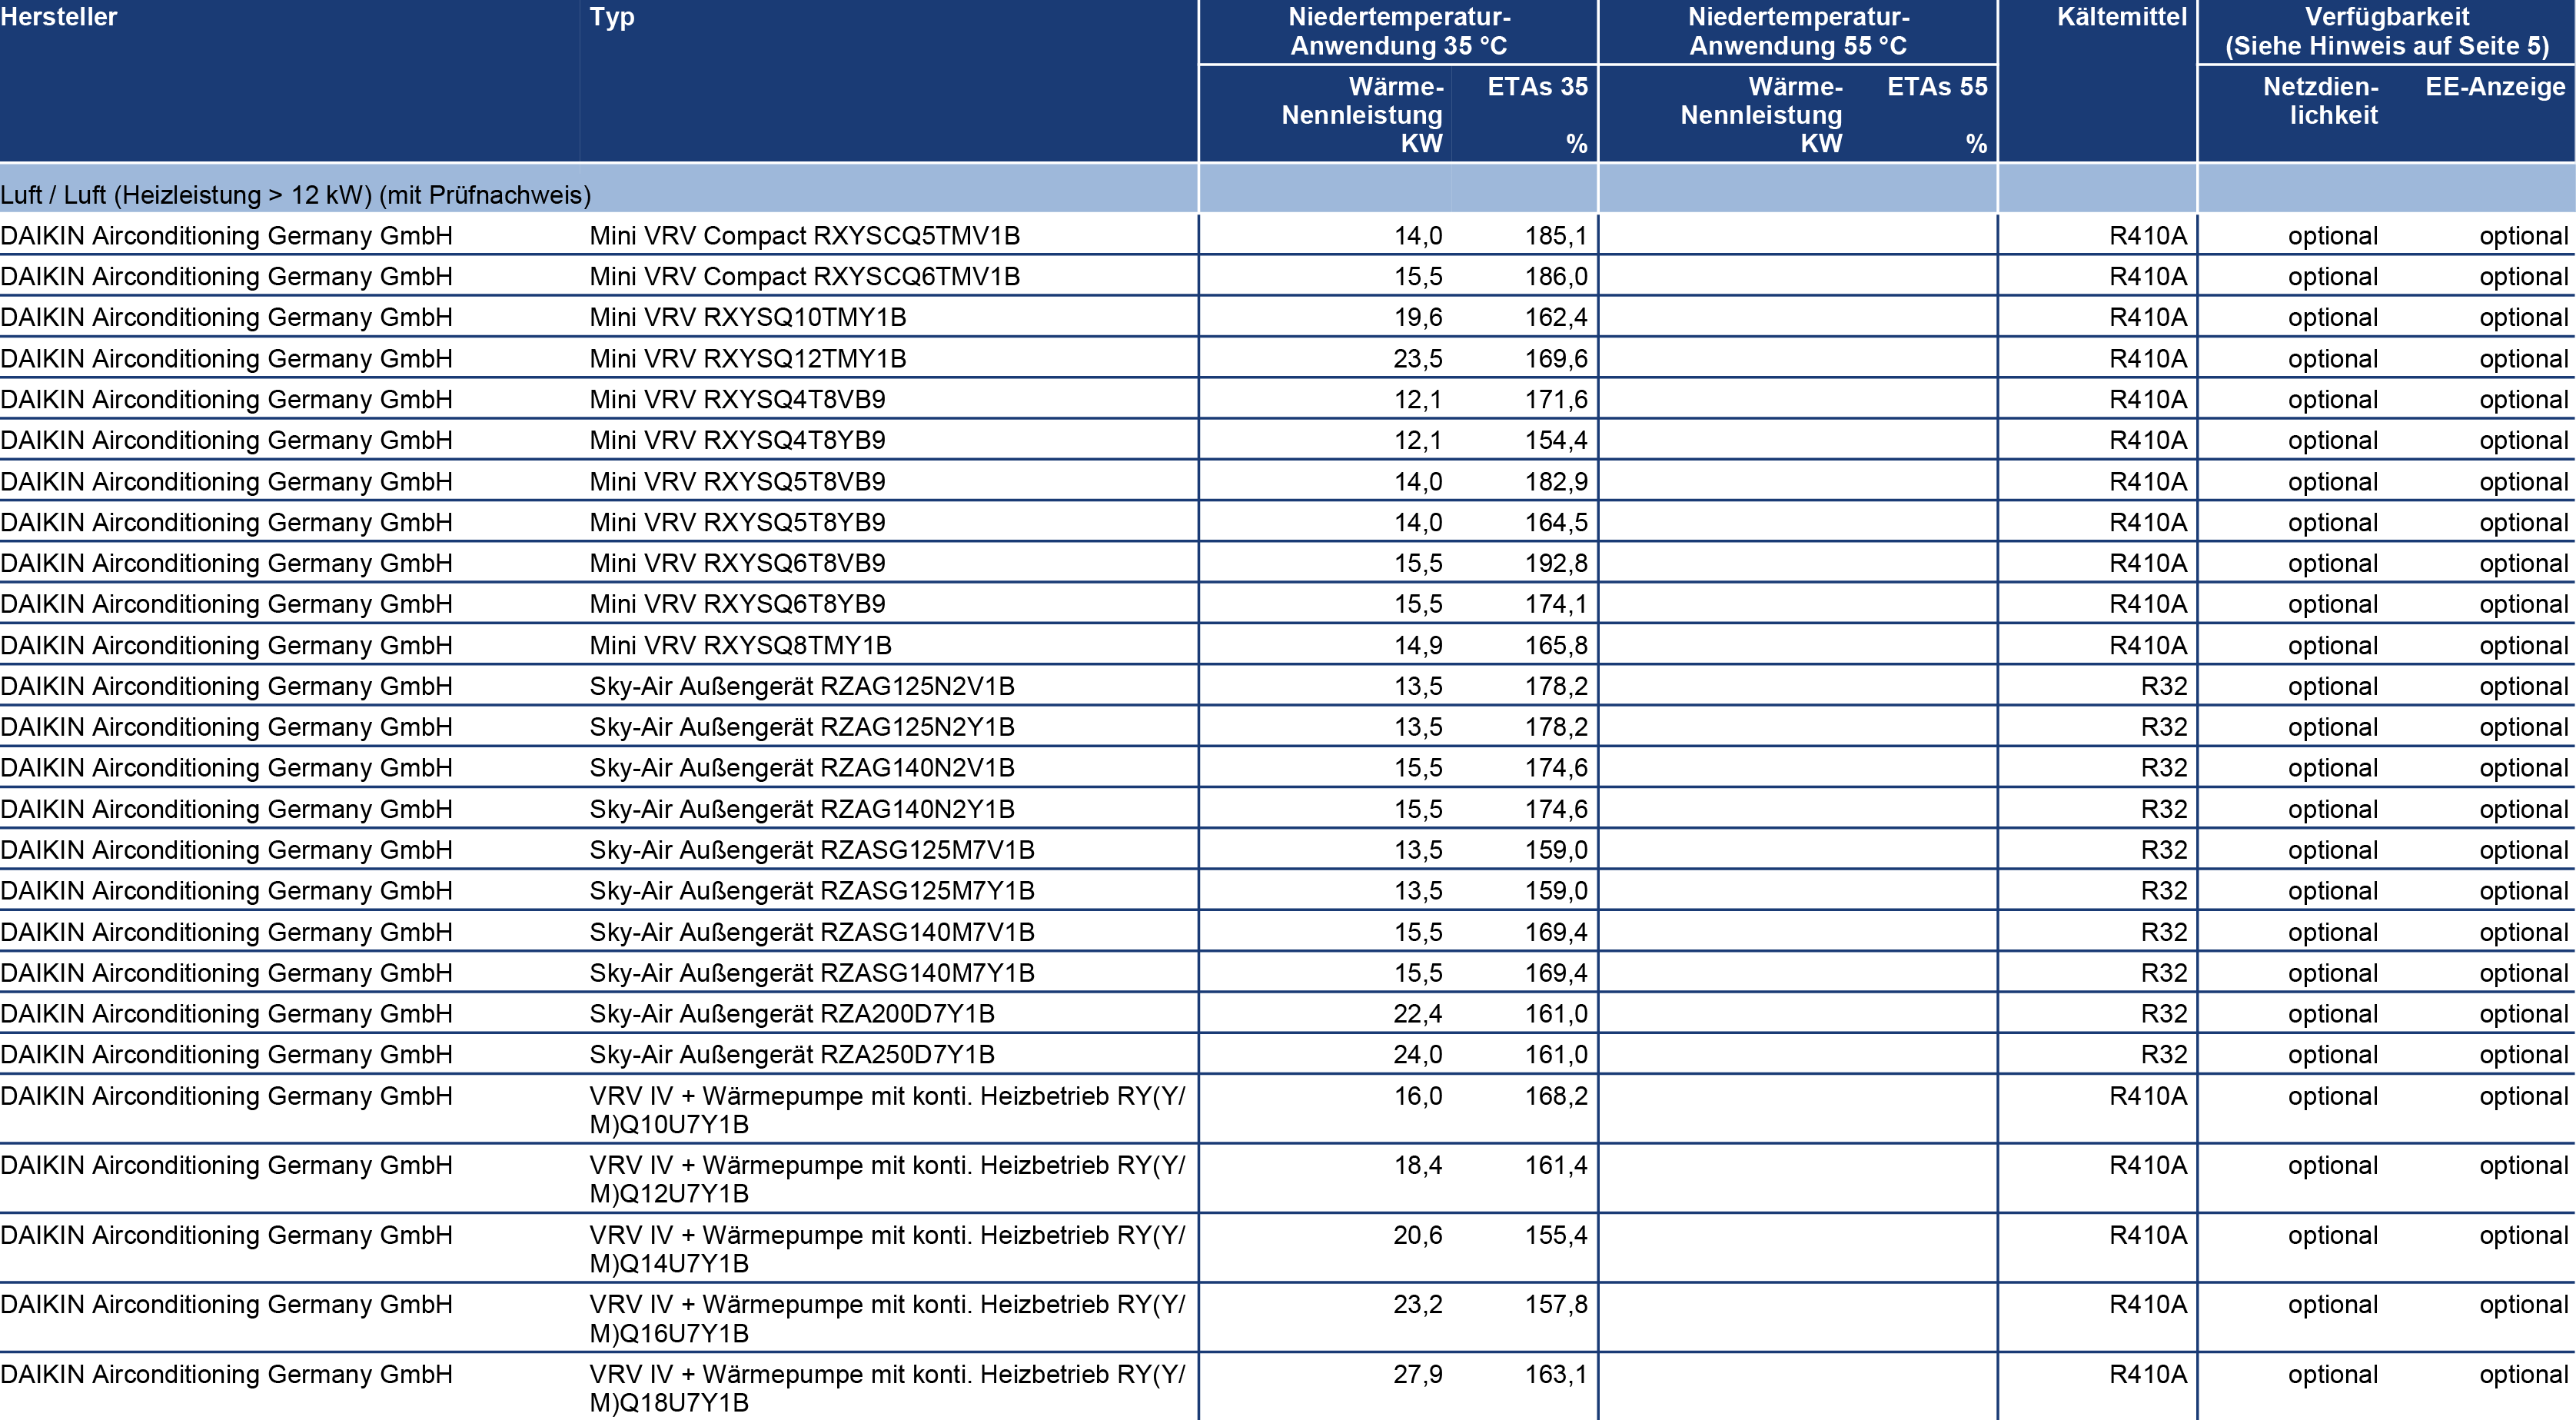 Hersteller Typ Niedertemperatur- Niedertemperatur- Kältemittel Verfügbarkeit
Anwendung 35 °C Anwendung 55 °C (Siehe Hinweis auf Seite 5)
Wärme- ETAs 35 Wärme- ETAs 55 Netzdien- EE-Anzeige
Nennleistung Nennleistung lichkeit
KW % KW %
Luft / Luft (Heizleistung > 12 kW) (mit Prüfnachweis)
DAIKIN Airconditioning Germany GmbH Mini VRV Compact RXYSCQ5TMV1B 14,0 185,1 R410A optional optional
DAIKIN Airconditioning Germany GmbH Mini VRV Compact RXYSCQ6TMV1B 15,5 186,0 R410A optional optional
DAIKIN Airconditioning Germany GmbH Mini VRV RXYSQ10TMY1B 19,6 162,4 R410A optional optional
DAIKIN Airconditioning Germany GmbH Mini VRV RXYSQ12TMY1B 23,5 169,6 R410A optional optional
DAIKIN Airconditioning Germany GmbH Mini VRV RXYSQ4T8VB9 12,1 171,6 R410A optional optional
DAIKIN Airconditioning Germany GmbH Mini VRV RXYSQ4T8YB9 12,1 154,4 R410A optional optional
DAIKIN Airconditioning Germany GmbH Mini VRV RXYSQ5T8VB9 14,0 182,9 R410A optional optional
DAIKIN Airconditioning Germany GmbH Mini VRV RXYSQ5T8YB9 14,0 164,5 R410A optional optional
DAIKIN Airconditioning Germany GmbH Mini VRV RXYSQ6T8VB9 15,5 192,8 R410A optional optional
DAIKIN Airconditioning Germany GmbH Mini VRV RXYSQ6T8YB9 15,5 174,1 R410A optional optional
DAIKIN Airconditioning Germany GmbH Mini VRV RXYSQ8TMY1B 14,9 165,8 R410A optional optional
DAIKIN Airconditioning Germany GmbH Sky-Air Außengerät RZAG125N2V1B 13,5 178,2 R32 optional optional
DAIKIN Airconditioning Germany GmbH Sky-Air Außengerät RZAG125N2Y1B 13,5 178,2 R32 optional optional
DAIKIN Airconditioning Germany GmbH Sky-Air Außengerät RZAG140N2V1B 15,5 174,6 R32 optional optional
DAIKIN Airconditioning Germany GmbH Sky-Air Außengerät RZAG140N2Y1B 15,5 174,6 R32 optional optional
DAIKIN Airconditioning Germany GmbH Sky-Air Außengerät RZASG125M7V1B 13,5 159,0 R32 optional optional
DAIKIN Airconditioning Germany GmbH Sky-Air Außengerät RZASG125M7Y1B 13,5 159,0 R32 optional optional
DAIKIN Airconditioning Germany GmbH Sky-Air Außengerät RZASG140M7V1B 15,5 169,4 R32 optional optional
DAIKIN Airconditioning Germany GmbH Sky-Air Außengerät RZASG140M7Y1B 15,5 169,4 R32 optional optional
DAIKIN Airconditioning Germany GmbH Sky-Air Außengerät RZA200D7Y1B 22,4 161,0 R32 optional optional
DAIKIN Airconditioning Germany GmbH Sky-Air Außengerät RZA250D7Y1B 24,0 161,0 R32 optional optional
DAIKIN Airconditioning Germany GmbH VRV IV + Wärmepumpe mit konti. Heizbetrieb RY(Y/ 16,0 168,2 R410A optional optional
M)Q10U7Y1B
DAIKIN Airconditioning Germany GmbH VRV IV + Wärmepumpe mit konti. Heizbetrieb RY(Y/ 18,4 161,4 R410A optional optional
M)Q12U7Y1B
DAIKIN Airconditioning Germany GmbH VRV IV + Wärmepumpe mit konti. Heizbetrieb RY(Y/ 20,6 155,4 R410A optional optional
M)Q14U7Y1B
DAIKIN Airconditioning Germany GmbH VRV IV + Wärmepumpe mit konti. Heizbetrieb RY(Y/ 23,2 157,8 R410A optional optional
M)Q16U7Y1B
DAIKIN Airconditioning Germany GmbH VRV IV + Wärmepumpe mit konti. Heizbetrieb RY(Y/ 27,9 163,1 R410A optional optional
M)Q18U7Y1B